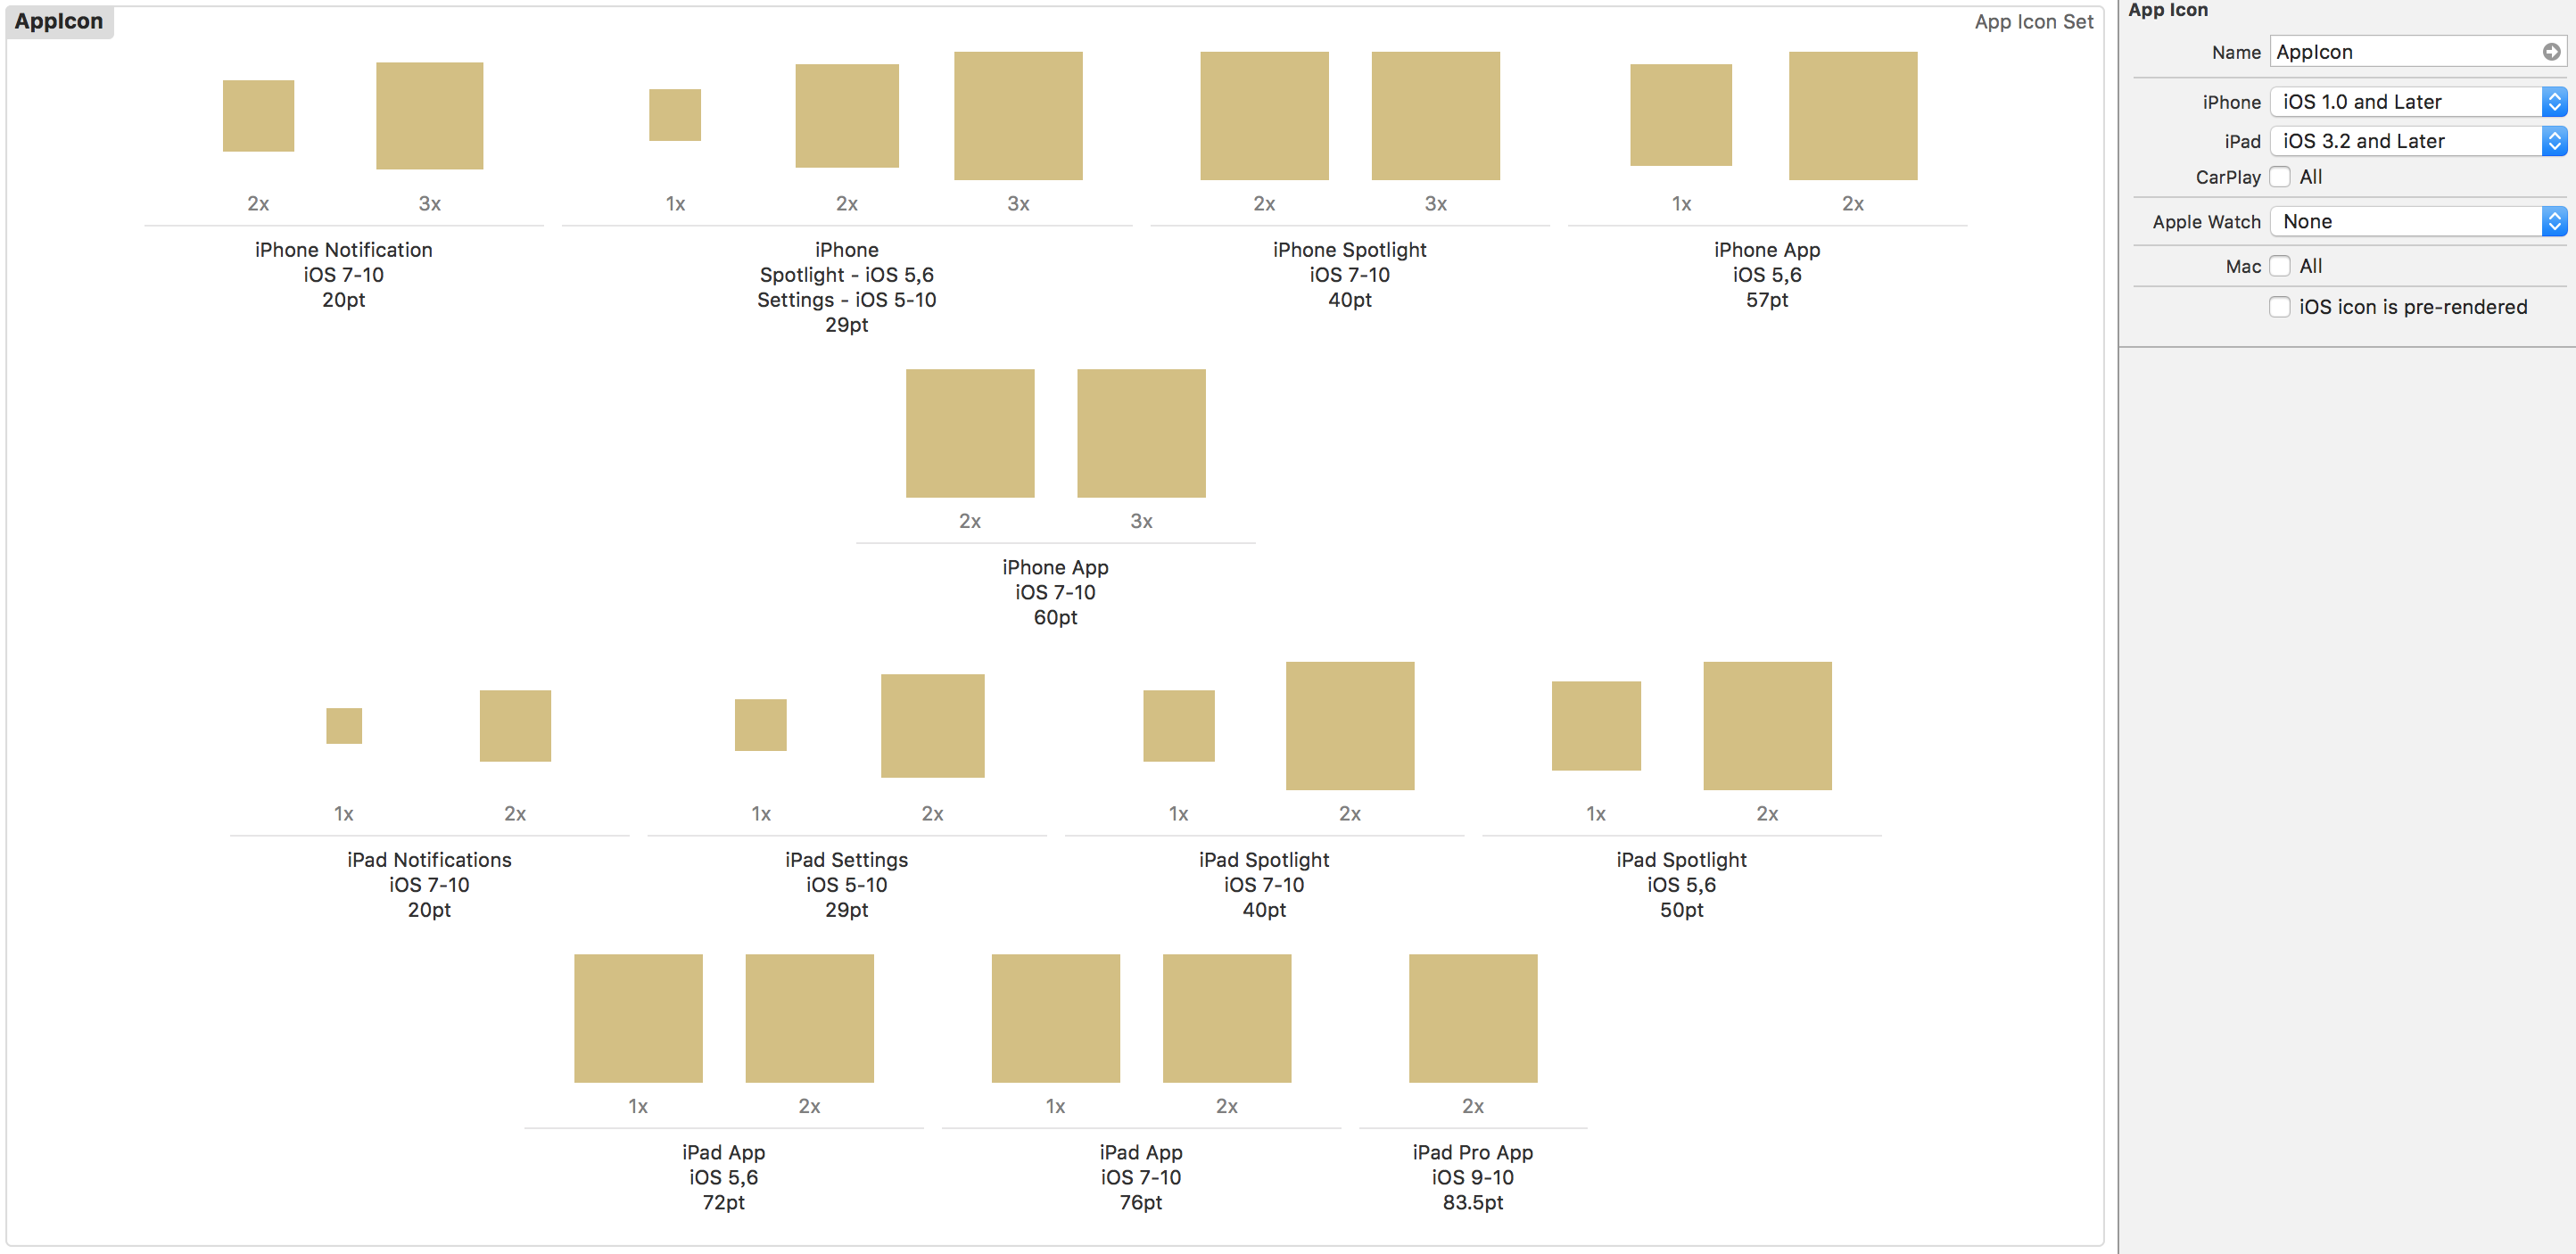 AppIcon
App Icon Set
2x 3x
iPhone Notification
iOS 7-10
20pt
1x 2x 3x
iPhone
Spotlight - iOS 5,6
Settings - iOS 5-10
29pt
2x 3x
iPhone Spotlight
iOS 7-10
40pt
1x 2x
iPhone App
iOS 5,6
57pt
2x 3x
iPhone App
iOS 7-10
60pt
1x 2x
iPad Notifications
iOS 7-10
20pt
1x 2x
iPad Settings
iOS 5-10
29pt
1x 2x
iPad Spotlight
iOS 7-10
40pt
1x 2x
iPad Spotlight
iOS 5,6
50pt
1x 2x
iPad App
iOS 5,6
72pt
1x 2x
iPad App
iOS 7-10
76pt
2x
iPad Pro App
iOS 9-10
83.5pt
App Icon
Name AppIcon
iPhone iOS 1.0 and Later
iPad iOS 3.2 and Later
CarPlay All
Apple Watch None
Mac All
iOS icon is pre-rendered